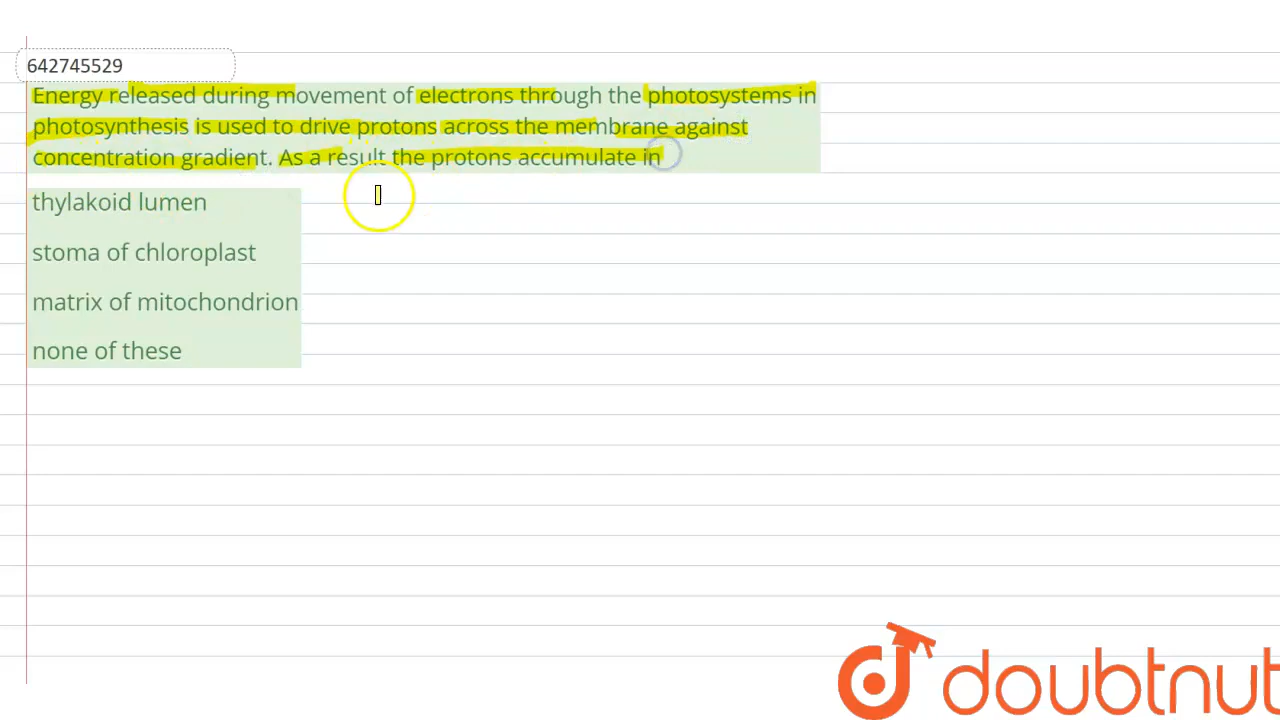 642745529
Energy released during movement of electrons through the photosystems in
photosynthesis is used to drive protons across the membrane against
concentration gradient. As a result the protons accumulate in
thylakoid lumen
stoma of chloroplast
matrix of mitochondrion
none of these
doubtnut